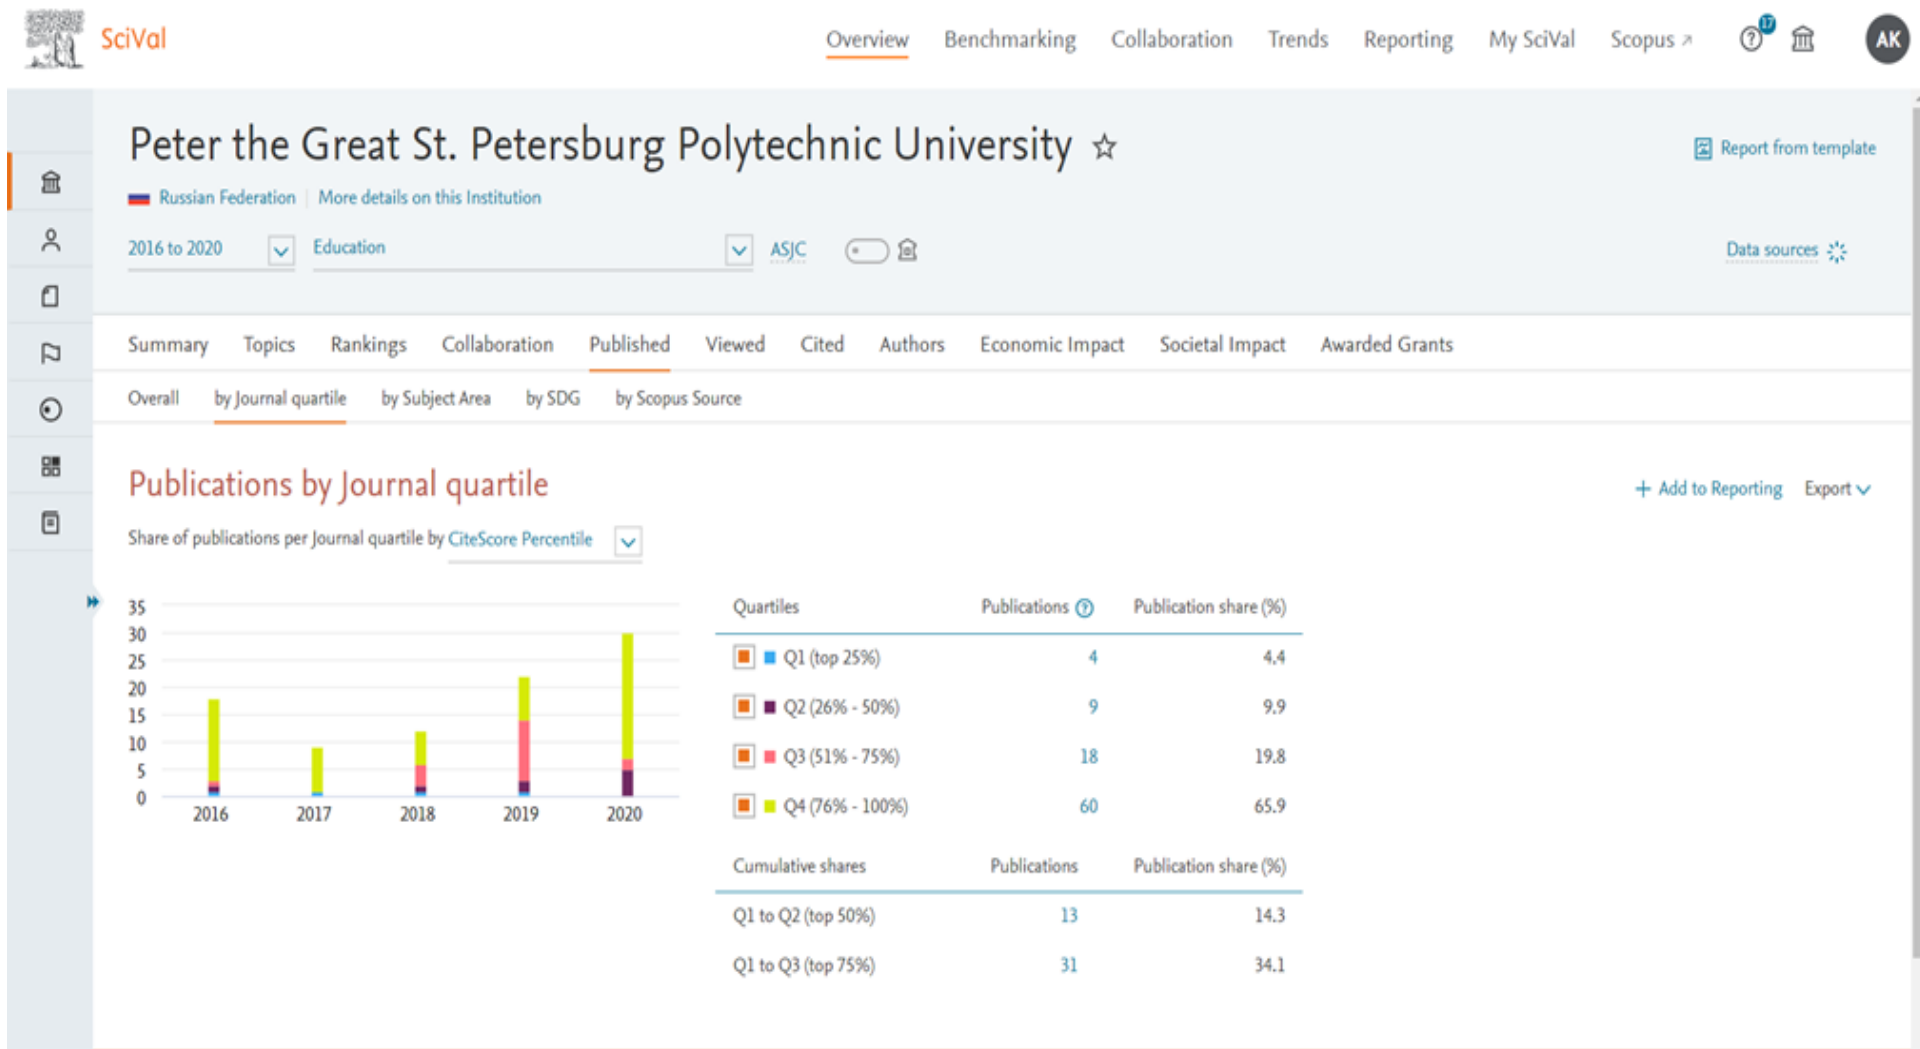 SciVal
Overview Benchmarking Collaboration Trends Reporting My SciVal Scopus ↗ 17 AK
Peter the Great St. Petersburg Polytechnic University
Report from template
Russian Federation | More details on this Institution
2016 to 2020 Education ASJC Data sources
Summary Topics Rankings Collaboration Published Viewed Cited Authors Economic Impact Societal Impact Awarded Grants
Overall by Journal quartile by Subject Area by SDG by Scopus Source
Publications by Journal quartile
+ Add to Reporting Export
Share of publications per Journal quartile by CiteScore Percentile
35
30
25
20
15
10
5
0
2016 2017 2018 2019 2020
Quartiles Publications Publication share (%)
Q1 (top 25%) 4 4.4
Q2 (26% - 50%) 9 9.9
Q3 (51% - 75%) 18 19.8
Q4 (76% - 100%) 60 65.9
Cumulative shares Publications Publication share (%)
Q1 to Q2 (top 50%) 13 14.3
Q1 to Q3 (top 75%) 31 34.1